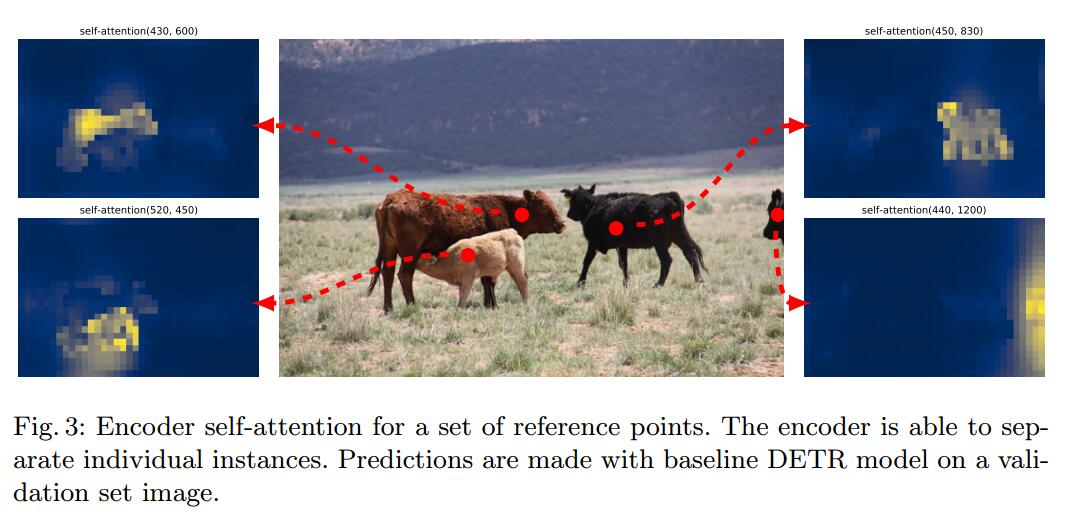 self-attention(430, 600)
self-attention(450, 830)
self-attention(520, 450)
self-attention(440, 1200)
Fig. 3: Encoder self-attention for a set of reference points. The encoder is able to sep-
arate individual instances. Predictions are made with baseline DETR model on a vali-
dation set image.